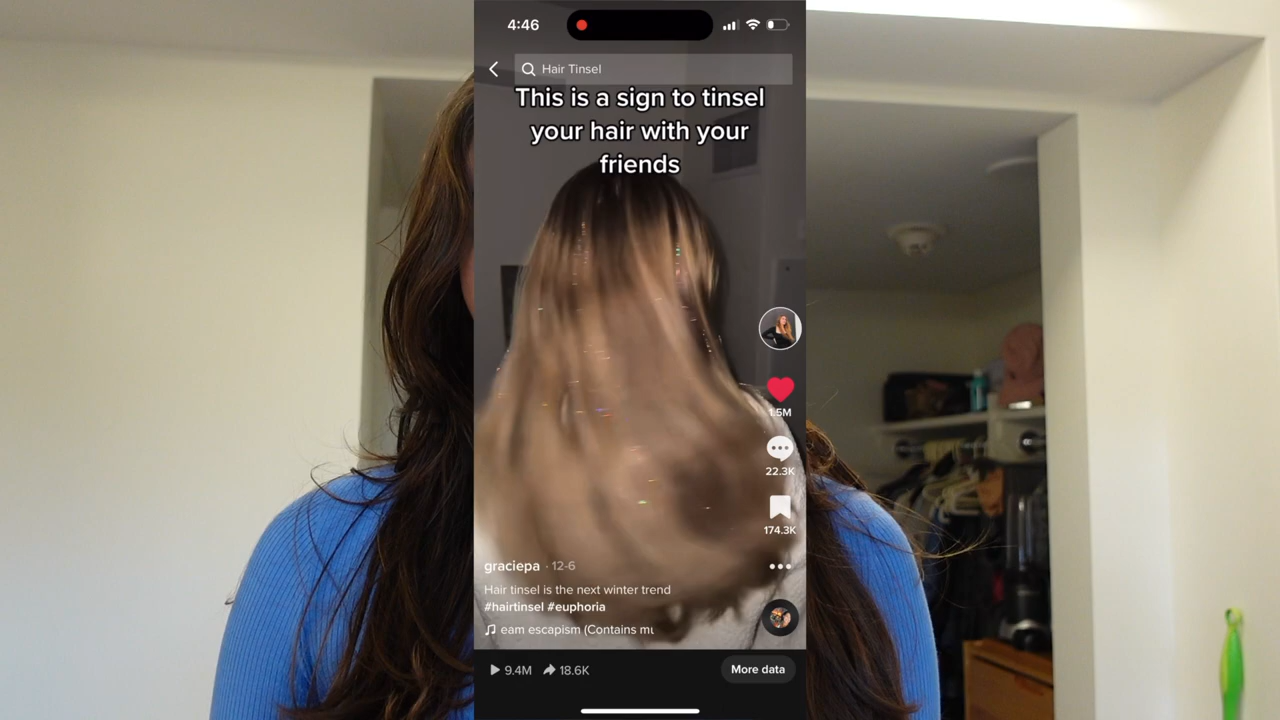 4:46
Hair Tinsel
This is a sign to tinsel
your hair with your
friends
1.5M
22.3K
174.3K
graciepa · 12-6
Hair tinsel is the next winter trend
#hairtinsel #euphoria
eam escapism (Contains mu
9.4M 18.6K More data